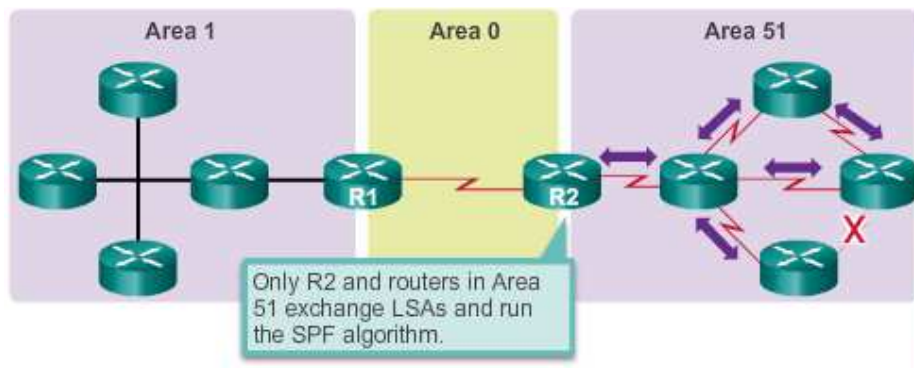 Area 1
Area 0
Area 51
R1
R2
X
Only R2 and routers in Area
51 exchange LSAs and run
the SPF algorithm.